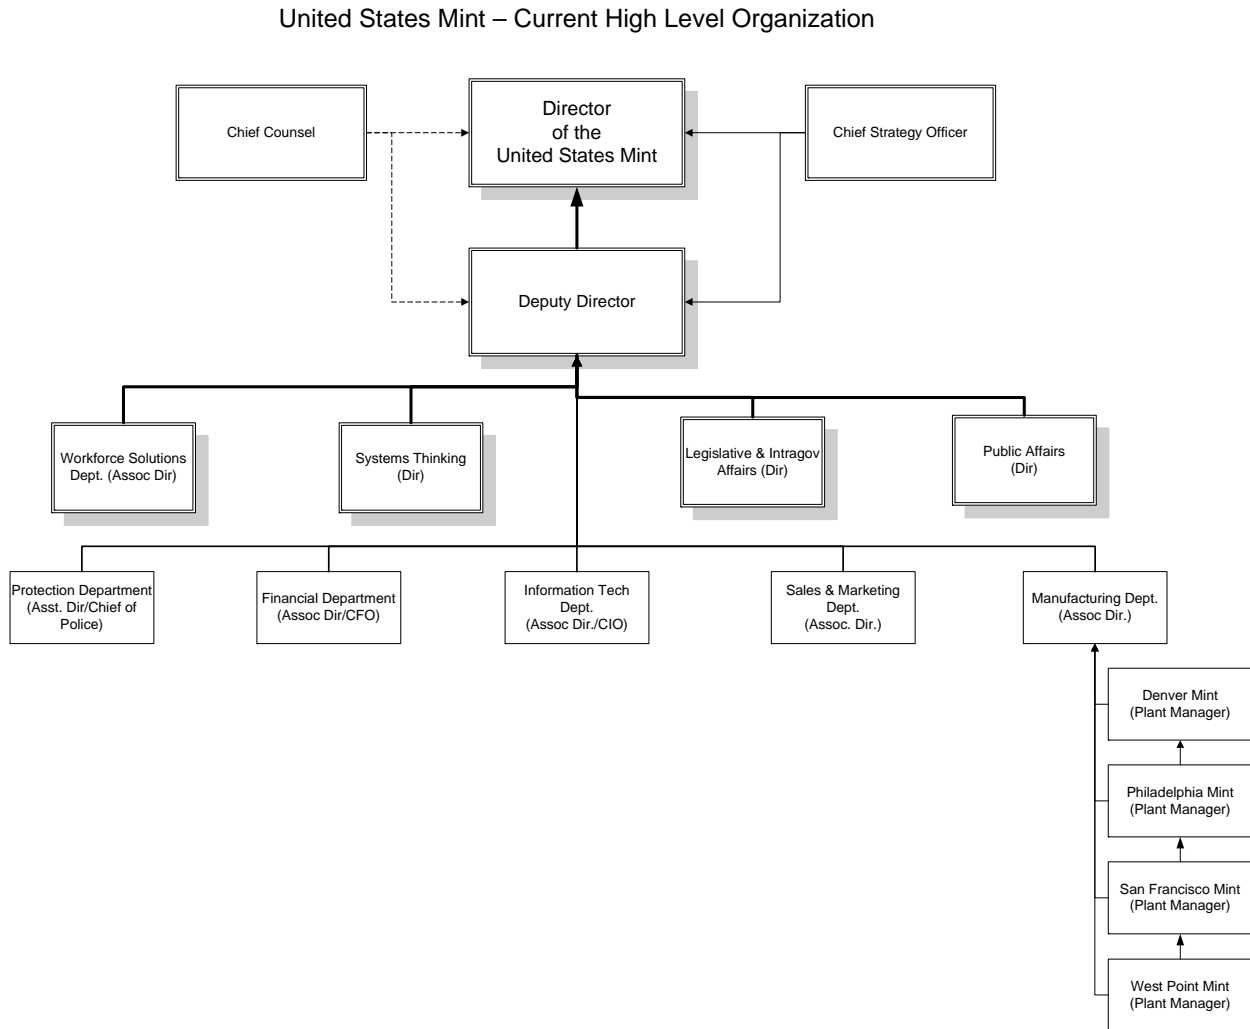 United States Mint – Current High Level Organization
Chief Counsel
Director
of the
United States Mint
Chief Strategy Officer
Deputy Director
Workforce Solutions
Dept. (Assoc Dir)
Systems Thinking
(Dir)
Legislative & Intragov
Affairs (Dir)
Public Affairs
(Dir)
Protection Department
(Asst. Dir/Chief of
Police)
Financial Department
(Assoc Dir/CFO)
Information Tech
Dept.
(Assoc Dir./CIO)
Sales & Marketing
Dept.
(Assoc. Dir.)
Manufacturing Dept.
(Assoc Dir.)
Denver Mint
(Plant Manager)
Philadelphia Mint
(Plant Manager)
San Francisco Mint
(Plant Manager)
West Point Mint
(Plant Manager)